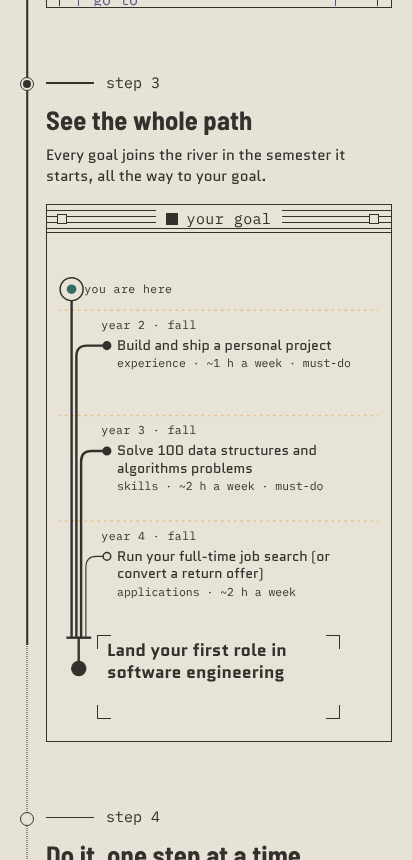 go to
step 3
See the whole path
Every goal joins the river in the semester it
starts, all the way to your goal.
your goal
you are here
year 2 · fall
Build and ship a personal project
experience · ~1 h a week · must-do
year 3 · fall
Solve 100 data structures and
algorithms problems
skills · ~2 h a week · must-do
year 4 · fall
Run your full-time job search (or
convert a return offer)
applications · ~2 h a week
Land your first role in
software engineering
step 4
Do it, one step at a time